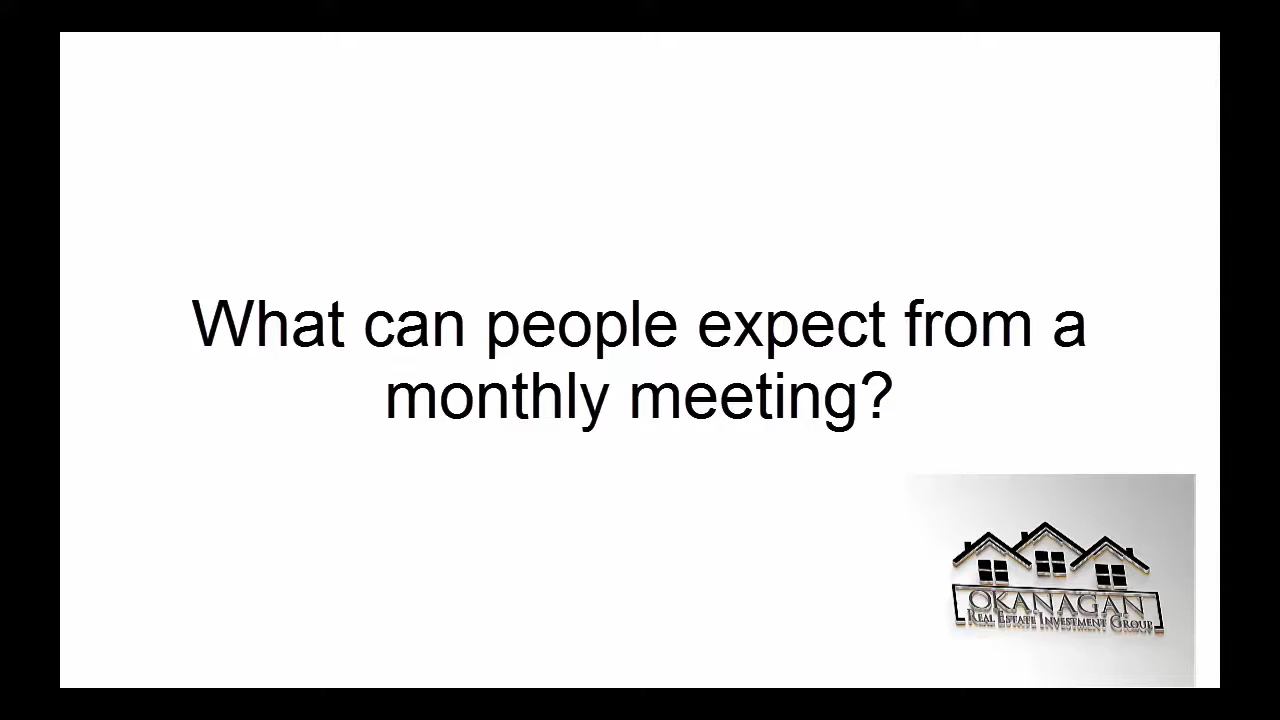 What can people expect from a
monthly meeting?
OKANAGAN
REAL ESTATE INVESTMENT GROUP